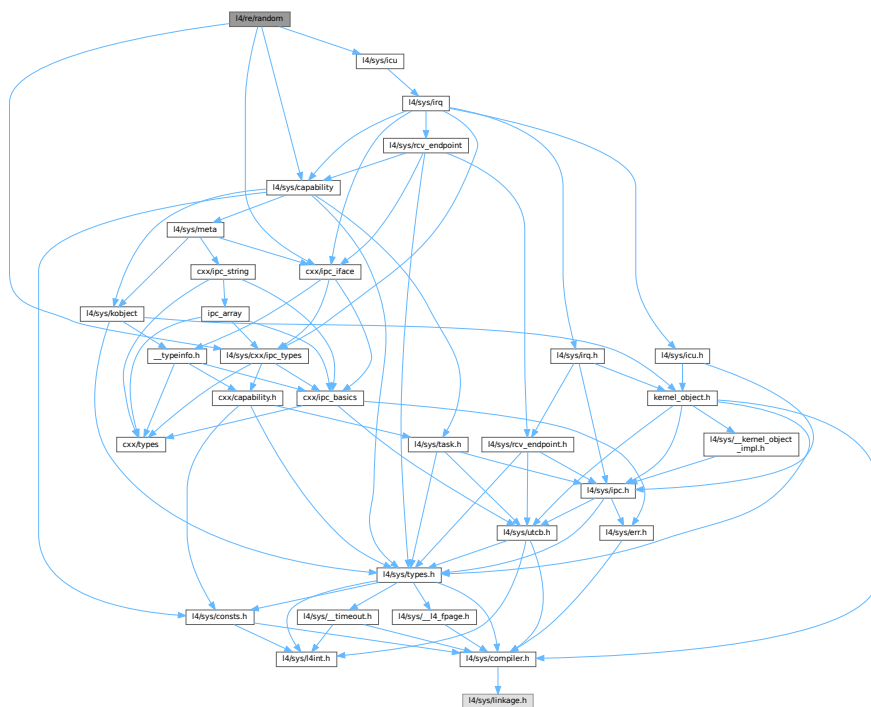 l4/re/random
l4/sys/icu
l4/sys/irq
l4/sys/rcv_endpoint
l4/sys/capability
l4/sys/meta
cxx/ipc_string
cxx/ipc_iface
l4/sys/kobject
ipc_array
__typeinfo.h
l4/sys/cxx/ipc_types
l4/sys/irq.h
l4/sys/icu.h
cxx/capability.h
cxx/ipc_basics
kernel_object.h
cxx/types
l4/sys/task.h
l4/sys/rcv_endpoint.h
l4/sys/__kernel_object
_impl.h
l4/sys/ipc.h
l4/sys/utcb.h
l4/sys/err.h
l4/sys/types.h
l4/sys/consts.h
l4/sys/__timeout.h
l4/sys/__l4_fpage.h
l4/sys/l4int.h
l4/sys/compiler.h
l4/sys/linkage.h